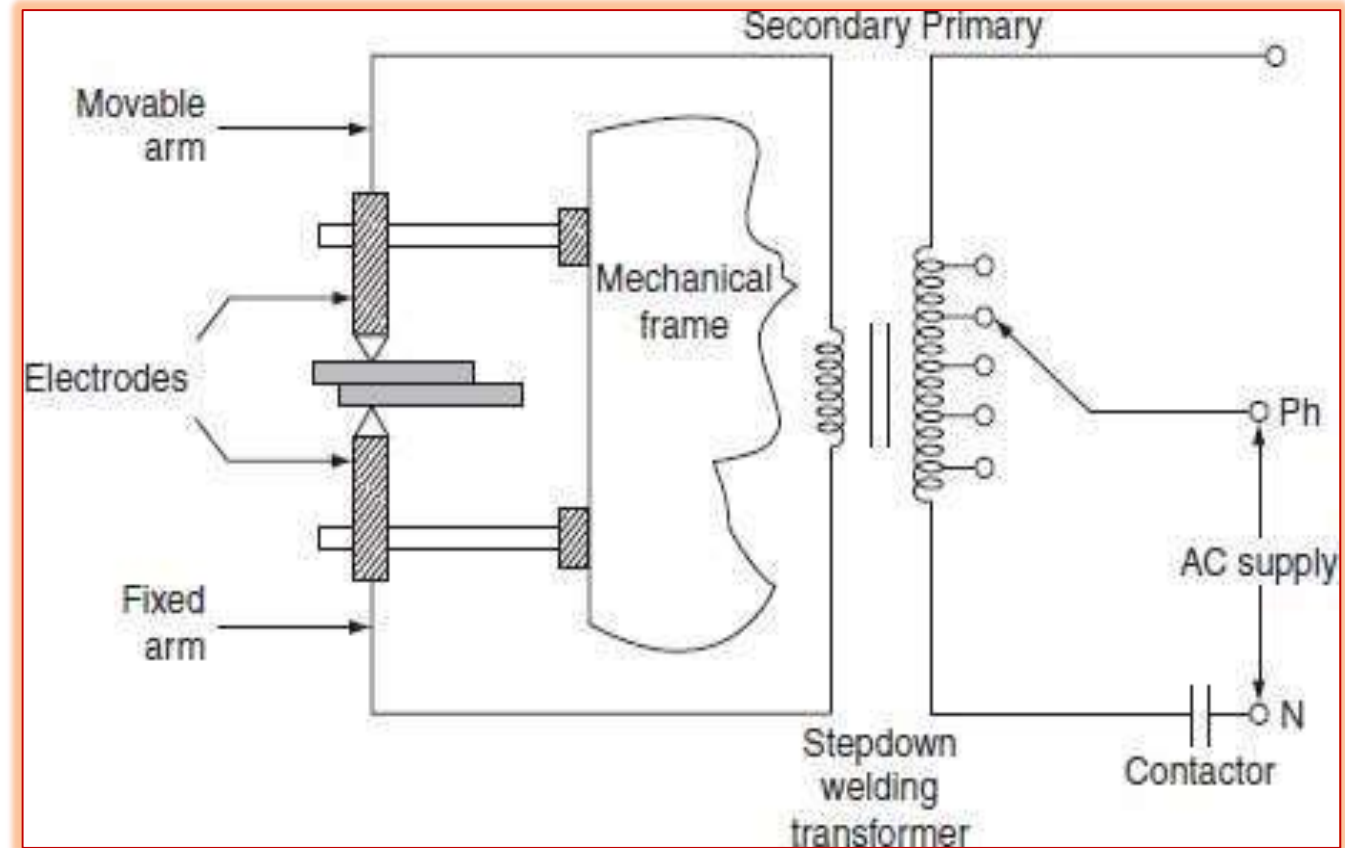 Secondary Primary
Movable
arm
Mechanical
frame
Electrodes
Ph
AC supply
Fixed
arm
N
Stepdown
welding
transformer
Contactor